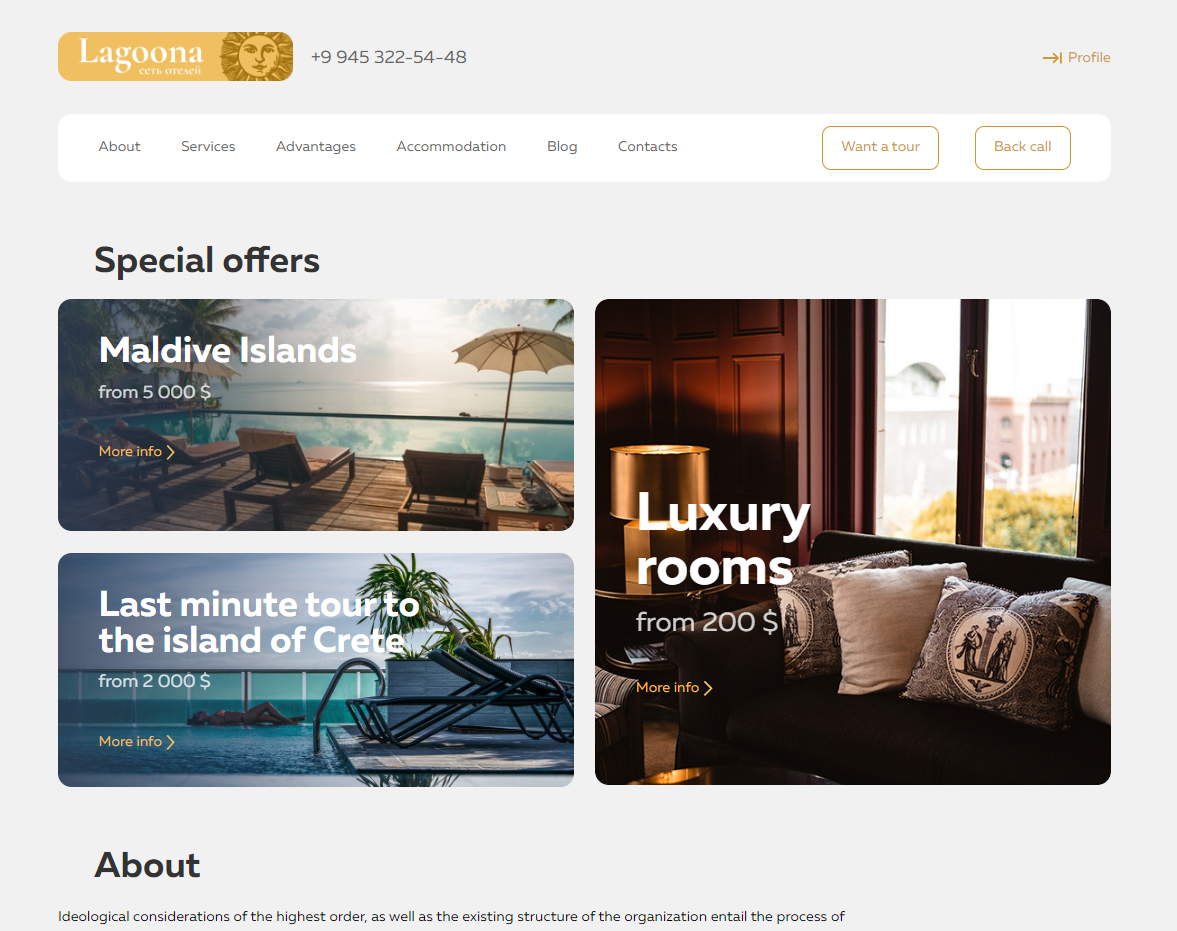 Lagoona
сеть отелей
+9 945 322-54-48
Profile
About
Services
Advantages
Accommodation
Blog
Contacts
Want a tour
Back call
Special offers
Maldive Islands
from 5 000 $
More info
Last minute tour to
the island of Crete
from 2 000 $
More info
Luxury
rooms
from 200 $
More info
About
Ideological considerations of the highest order, as well as the existing structure of the organization entail the process of